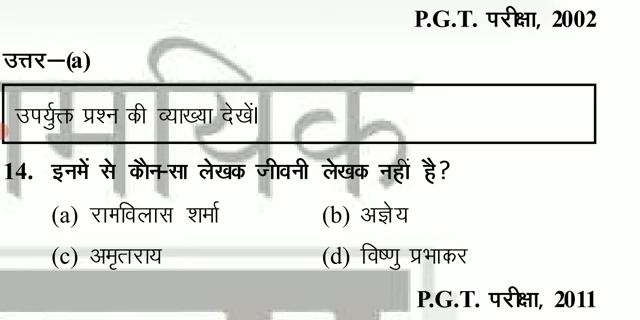 P.G.T. परीक्षा, 2002
उत्तर–(a)
उपर्युक्त प्रश्न की व्याख्या देखें।
14. इनमें से कौन-सा लेखक जीवनी लेखक नहीं है?
(a) रामविलास शर्मा (b) अज्ञेय
(c) अमृतराय (d) विष्णु प्रभाकर
P.G.T. परीक्षा, 2011